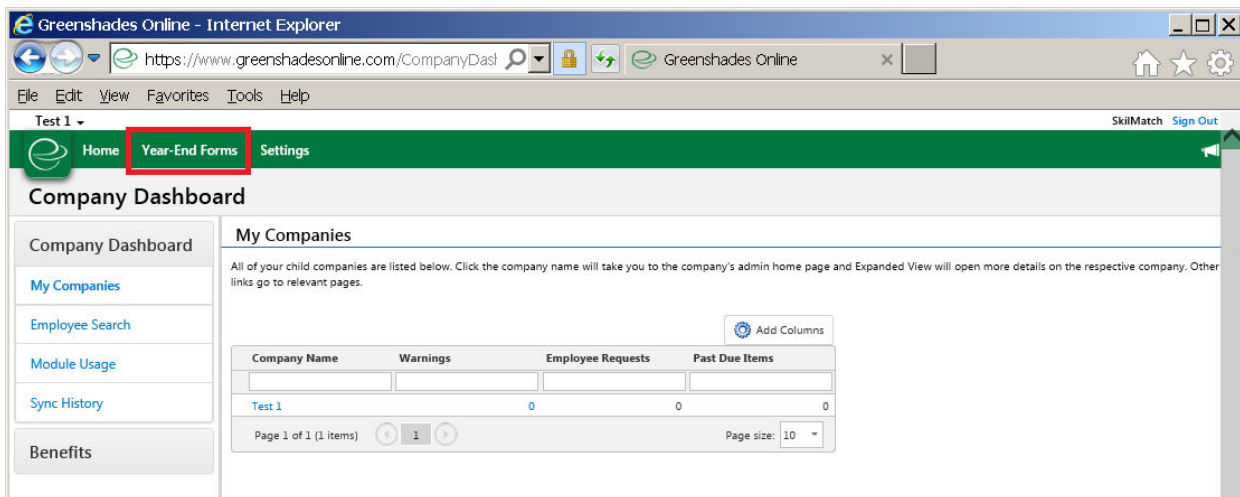 Greenshades Online - Internet Explorer
https://www.greenshadesonline.com/CompanyDasl
Greenshades Online
File Edit View Favorites Tools Help
Test 1
SkilMatch Sign Out
Home Year-End Forms Settings
Company Dashboard
Company Dashboard
My Companies
Employee Search
Module Usage
Sync History
Benefits
My Companies
All of your child companies are listed below. Click the company name will take you to the company's admin home page and Expanded View will open more details on the respective company. Other
links go to relevant pages.
Add Columns
Company Name Warnings Employee Requests Past Due Items
Test 1 0 0 0
Page 1 of 1 (1 items) 1 Page size: 10